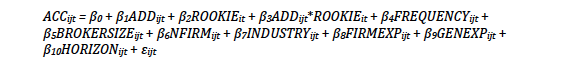 ACCijt = β0 + β1ADDijt + β2ROOKIEit + β3ADDijt*ROOKIEit + β4FREQUENCYijt +
β5BROKERSIZEijt + β6NFIRMijt + β7INDUSTRYijt + β8FIRMEXPijt + β9GENEXPijt +
β10HORIZONijt + εijt